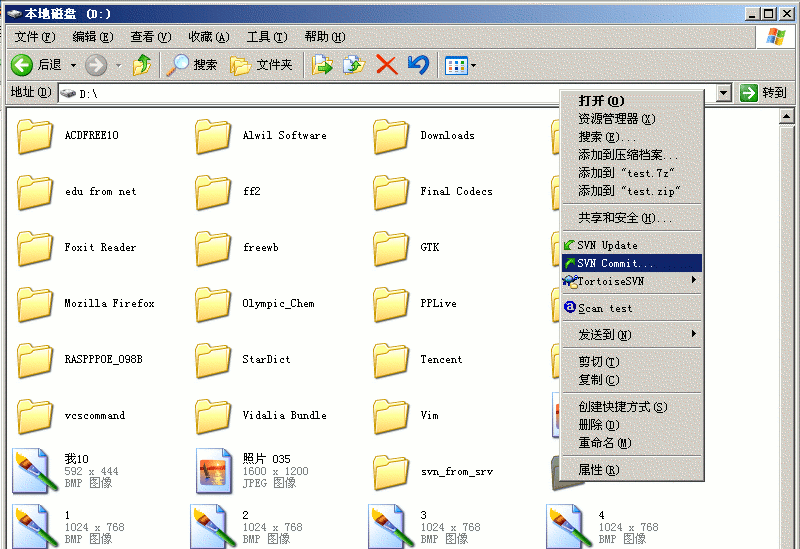 本地磁盘 (D:)
文件(F) 编辑(E) 查看(V) 收藏(A) 工具(T) 帮助(H)
后退 搜索 文件夹
地址(D) D:\ 转到
ACDFREE10 Alwil Software Downloads
edu from net ff2 Final Codecs
Foxit Reader freewb GTK
Mozilla Firefox Olympic_Chem PPLive
RASPPPOE_098B StarDict Tencent
vcscommand Vidalia Bundle Vim
我10 照片 035 svn_from_srv
592 x 444 1600 x 1200
BMP 图像 JPEG 图像
1 2 3 4
1024 x 768 1024 x 768 1024 x 768 1024 x 768
BMP 图像 BMP 图像 BMP 图像 BMP 图像
打开(O)
资源管理器(X)
搜索(E)...
添加到压缩档案...
添加到 "test.7z"
添加到 "test.zip"
共享和安全(H)...
SVN Update
SVN Commit...
TortoiseSVN
Scan test
发送到(N)
剪切(T)
复制(C)
创建快捷方式(S)
删除(D)
重命名(M)
属性(R)